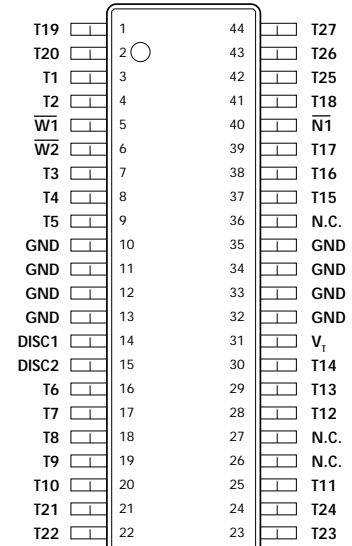 T19 1 44 T27
T20 2 43 T26
T1 3 42 T25
T2 4 41 T18
W̅1̅ 5 40 N̅1̅
W̅2̅ 6 39 T17
T3 7 38 T16
T4 8 37 T15
T5 9 36 N.C.
GND 10 35 GND
GND 11 34 GND
GND 12 33 GND
GND 13 32 GND
DISC1 14 31 VT
DISC2 15 30 T14
T6 16 29 T13
T7 17 28 T12
T8 18 27 N.C.
T9 19 26 N.C.
T10 20 25 T11
T21 21 24 T24
T22 22 23 T23